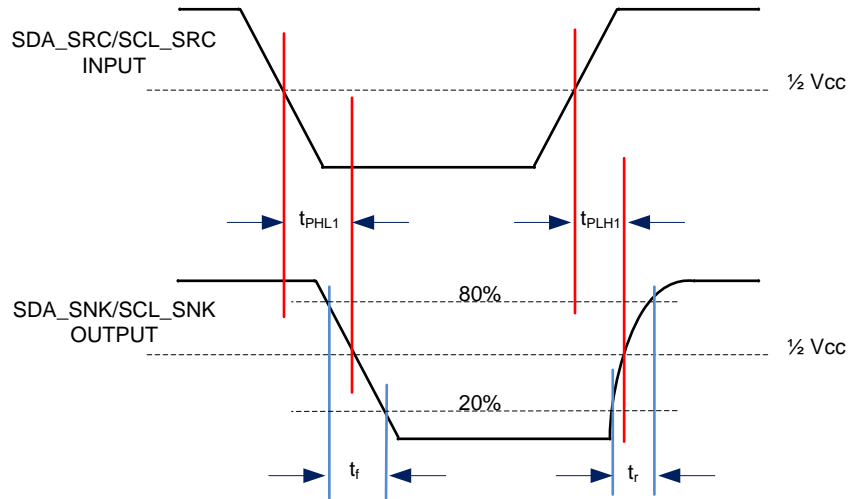 SDA_SRC/SCL_SRC
INPUT
½ Vcc
tPHL1
tPLH1
80%
SDA_SNK/SCL_SNK
OUTPUT
½ Vcc
20%
tf
tr